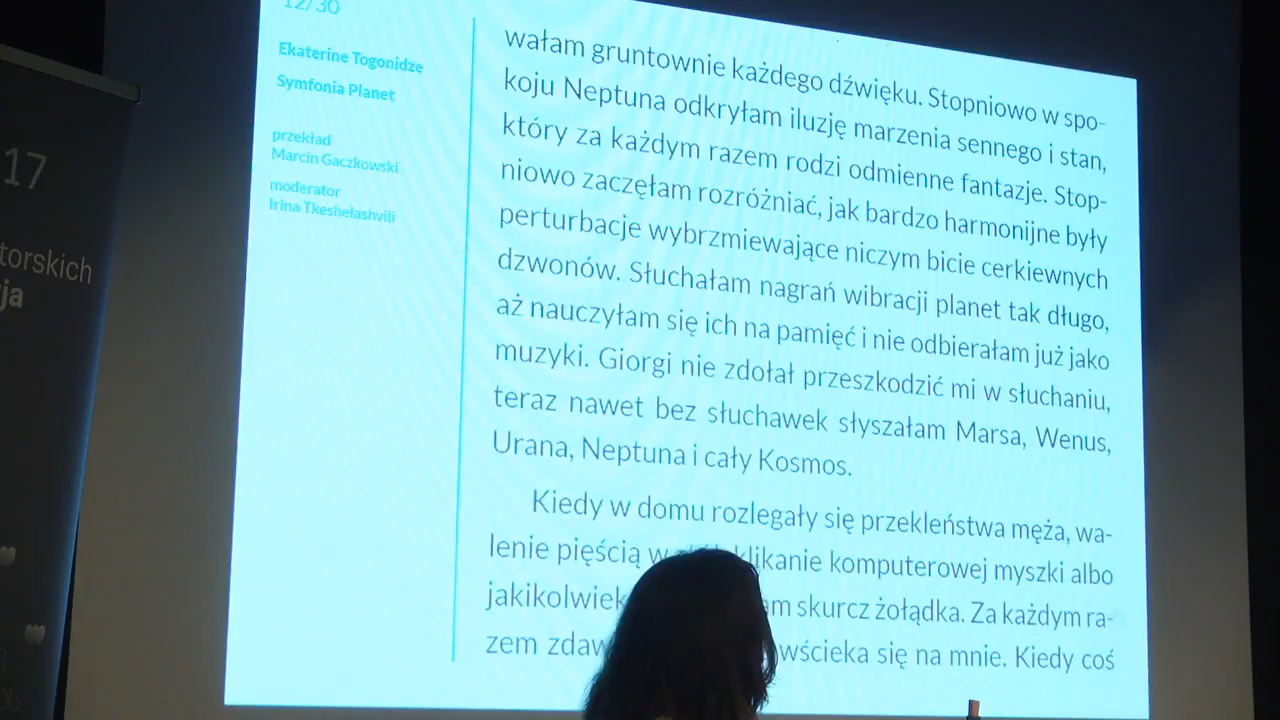 17
torskich
ja
12/30
Ekaterine Togonidze
Symfonia Planet
przekład
Marcin Gaczkowski
moderator
Irina Tkeshelashvili
wałam gruntownie każdego dźwięku. Stopniowo w spo-
koju Neptuna odkryłam iluzję marzenia sennego i stan,
który za każdym razem rodzi odmienne fantazje. Stop-
niowo zaczęłam rozróżniać, jak bardzo harmonijne były
perturbacje wybrzmiewające niczym bicie cerkiewnych
dzwonów. Słuchałam nagrań wibracji planet tak długo,
aż nauczyłam się ich na pamięć i nie odbierałam już jako
muzyki. Giorgi nie zdołał przeszkodzić mi w słuchaniu,
teraz nawet bez słuchawek słyszałam Marsa, Wenus,
Urana, Neptuna i cały Kosmos.
Kiedy w domu rozlegały się przekleństwa męża, wa-
lenie pięścią w klikanie komputerowej myszki albo
jakikolwiek am skurcz żołądka. Za każdym ra-
zem zdaw wścieka się na mnie. Kiedy coś